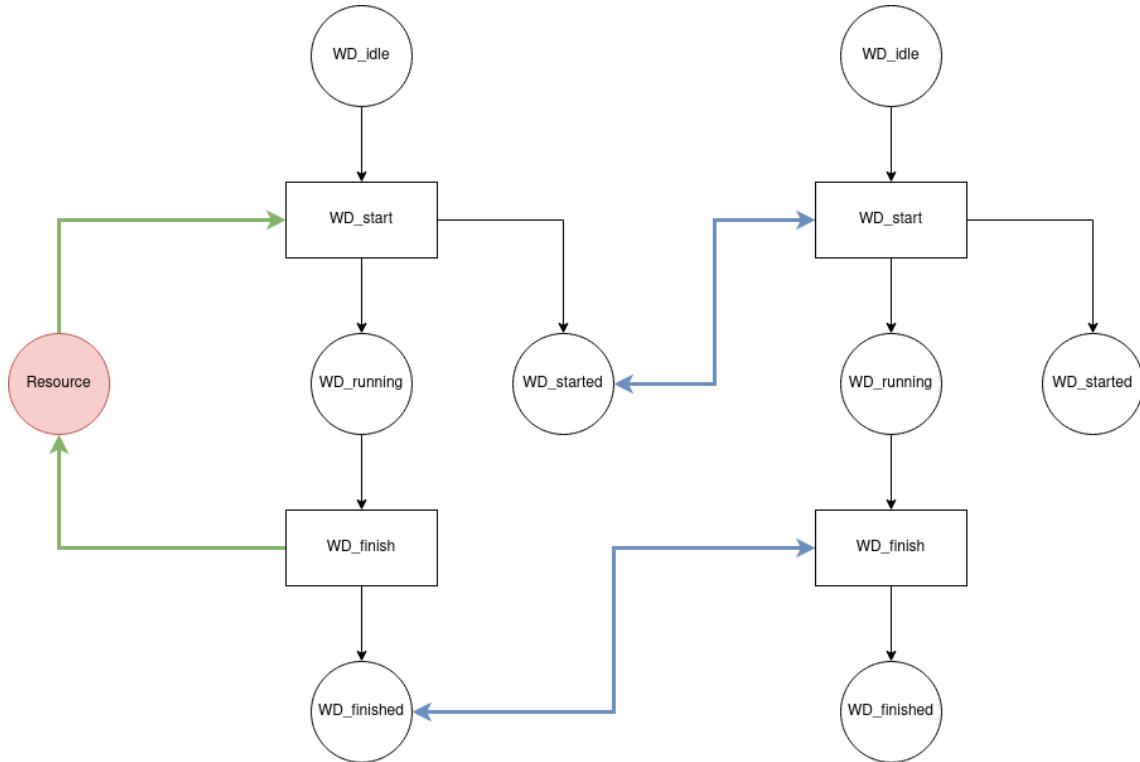 WD_idle
WD_idle
WD_start
WD_start
Resource
WD_running
WD_started
WD_running
WD_started
WD_finish
WD_finish
WD_finished
WD_finished